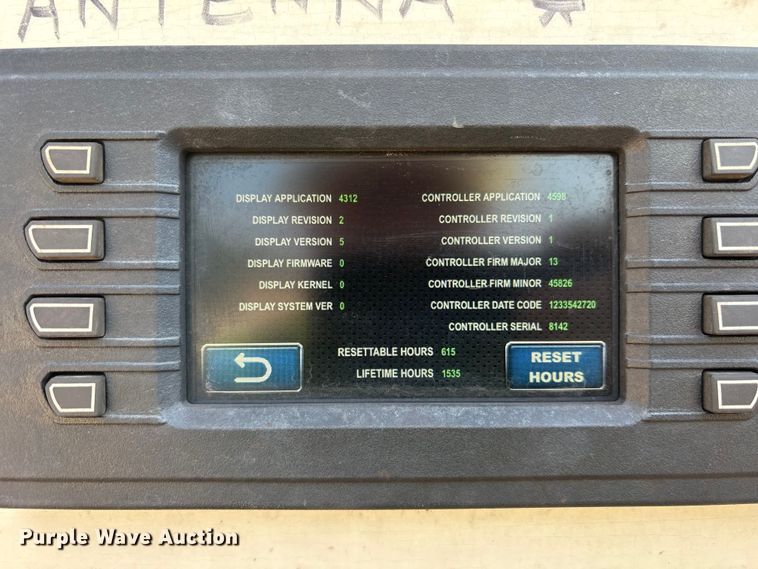 ANTENNA *
DISPLAY APPLICATION 4312
CONTROLLER APPLICATION 4598
DISPLAY REVISION 2
CONTROLLER REVISION 1
DISPLAY VERSION 5
CONTROLLER VERSION 1
DISPLAY FIRMWARE 0
CONTROLLER FIRM MAJOR 13
DISPLAY KERNEL 0
CONTROLLER FIRM MINOR 45826
DISPLAY SYSTEM VER 0
CONTROLLER DATE CODE 1233542720
CONTROLLER SERIAL 8142
RESETTABLE HOURS 615
LIFETIME HOURS 1535
RESET
HOURS
Purple Wave Auction